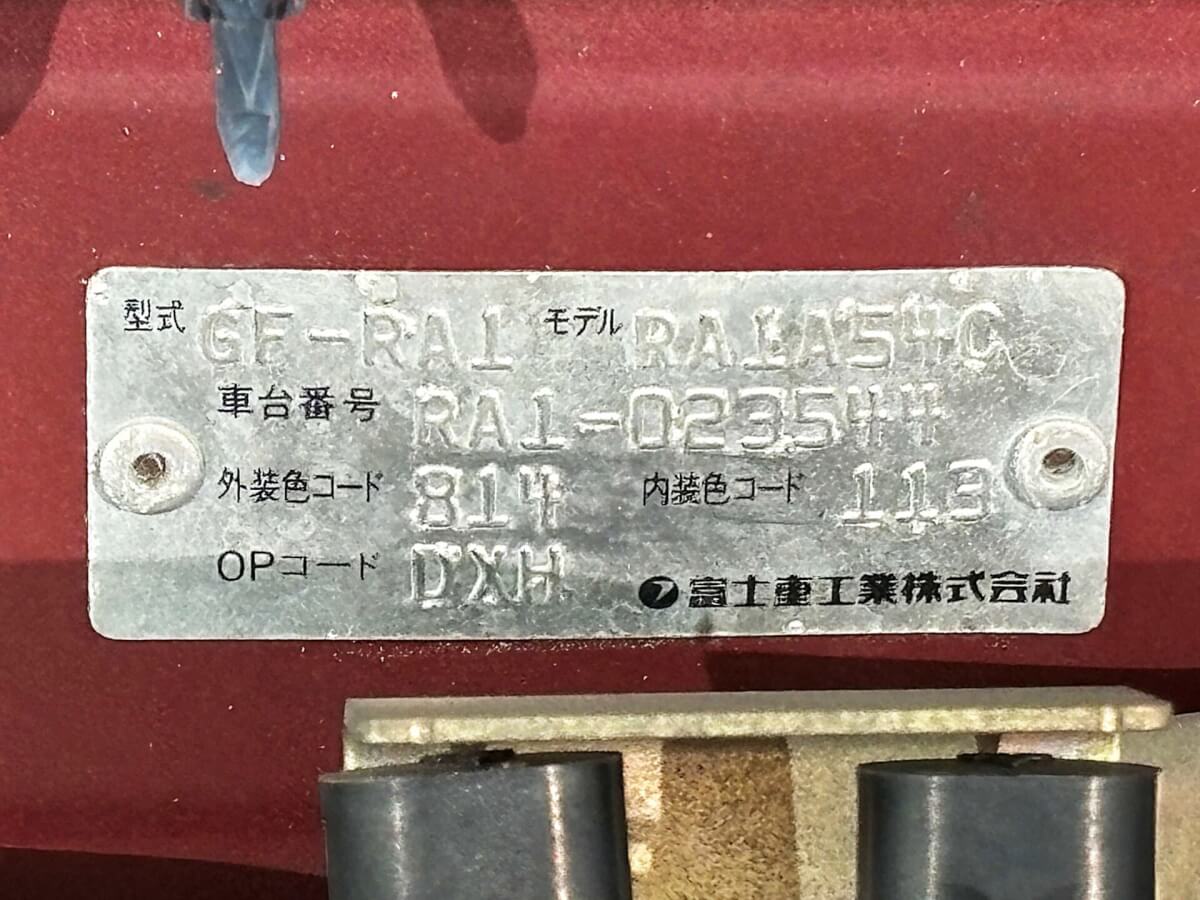 型式 GF-RA1 モデル RA1A54C
車台番号 RA1-023544
外装色コード 814 内装色コード 113
OPコード DXH
富士重工業株式会社